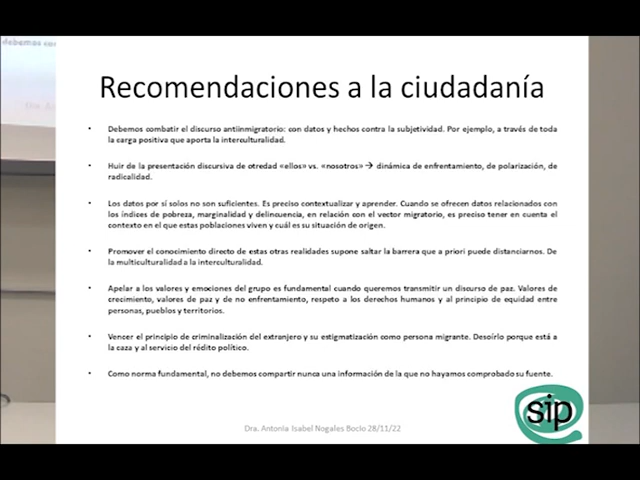 Recomendaciones a la ciudadanía
• Debemos combatir el discurso antiinmigratorio: con datos y hechos contra la subjetividad. Por ejemplo, a través de toda
la carga positiva que aporta la interculturalidad.
• Huir de la presentación discursiva de otredad «ellos» vs. «nosotros» → dinámica de enfrentamiento, de polarización, de
radicalidad.
• Los datos por sí solos no son suficientes. Es preciso contextualizar y aprender. Cuando se ofrecen datos relacionados con
los índices de pobreza, marginalidad y delincuencia, en relación con el vector migratorio, es preciso tener en cuenta el
contexto en el que estas poblaciones viven y cuál es su situación de origen.
• Promover el conocimiento directo de estas otras realidades supone saltar la barrera que a priori puede distanciarnos. De
la multiculturalidad a la interculturalidad.
• Apelar a los valores y emociones del grupo es fundamental cuando queremos transmitir un discurso de paz. Valores de
crecimiento, valores de paz y de no enfrentamiento, respeto a los derechos humanos y al principio de equidad entre
personas, pueblos y territorios.
• Vencer el principio de criminalización del extranjero y su estigmatización como persona migrante. Desoírlo porque está a
la caza y al servicio del rédito político.
• Como norma fundamental, no debemos compartir nunca una información de la que no hayamos comprobado su fuente.
sip
Dra. Antonia Isabel Nogales Bocio 28/11/22